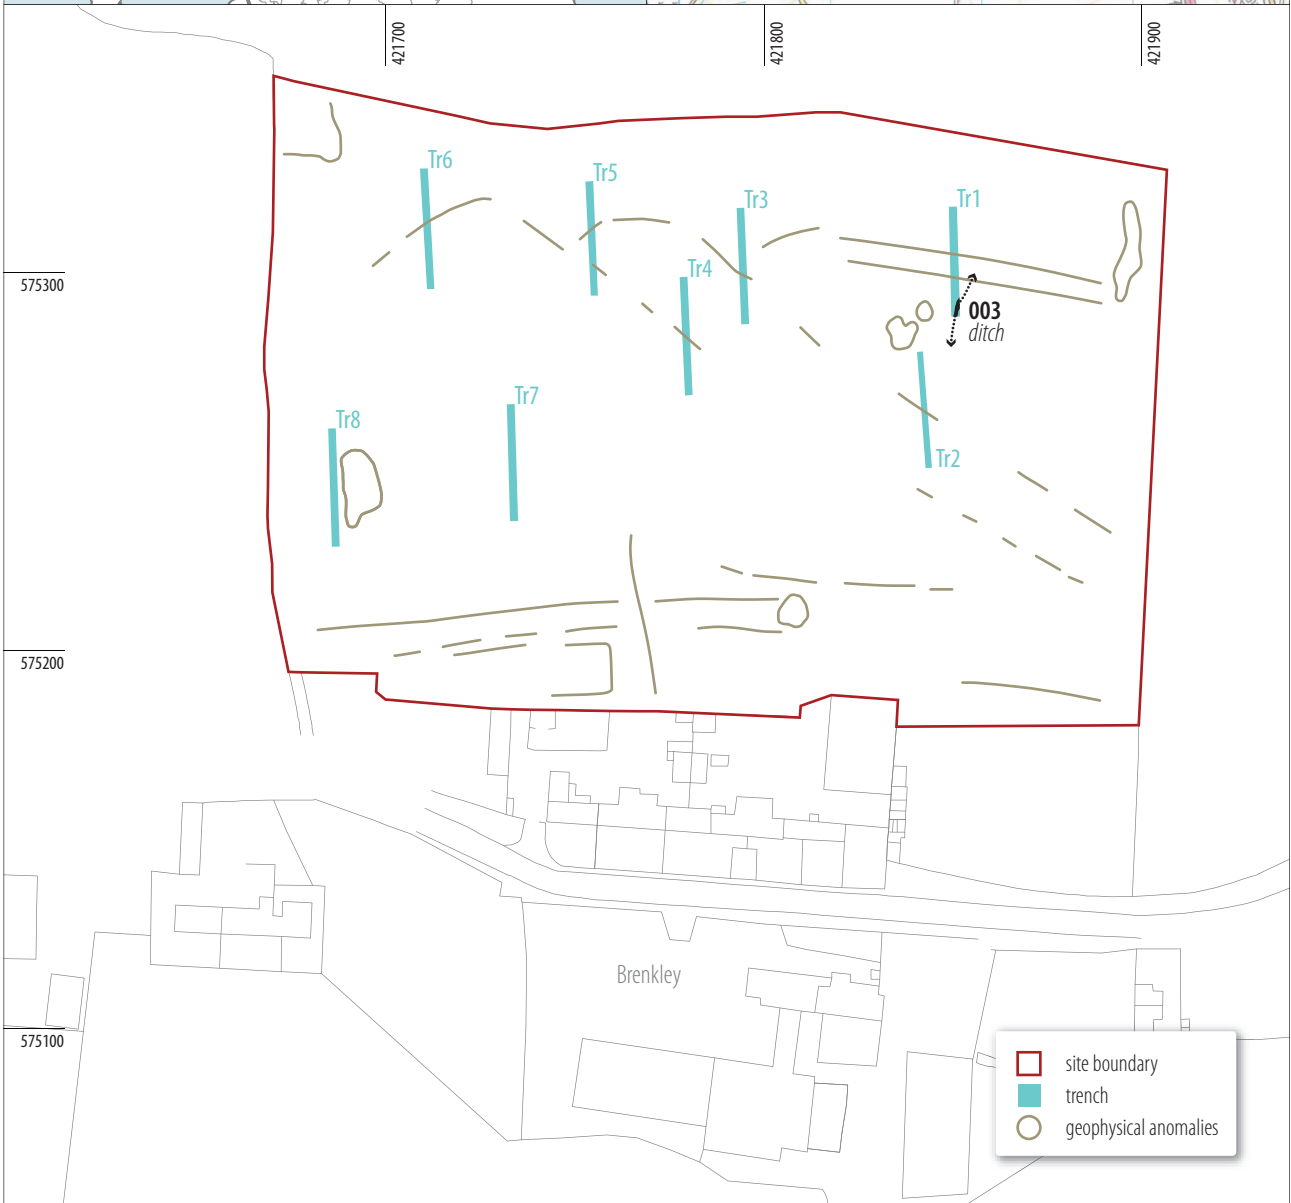 421700
421800
421900
Tr6
Tr5
Tr3
Tr1
575300
Tr4
003
ditch
Tr7
Tr8
Tr2
575200
Brenkley
575100
site boundary
trench
geophysical anomalies